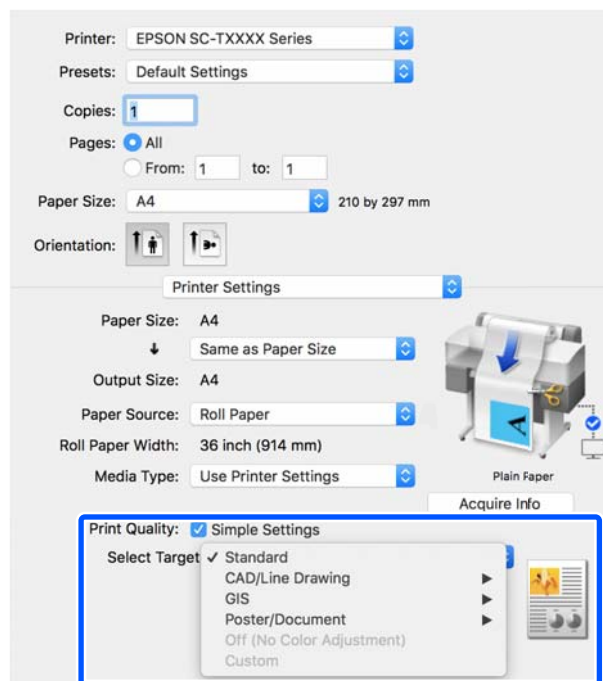 Printer: EPSON SC-TXXXX Series
Presets: Default Settings
Copies: 1
Pages: All
From: 1 to: 1
Paper Size: A4 210 by 297 mm
Orientation:
Printer Settings
Paper Size: A4
Same as Paper Size
Output Size: A4
Paper Source: Roll Paper
Roll Paper Width: 36 inch (914 mm)
Media Type: Use Printer Settings
A
Plain Paper
Acquire Info
Print Quality: Simple Settings
Select Target ✓ Standard
CAD/Line Drawing
GIS
Poster/Document
Off (No Color Adjustment)
Custom